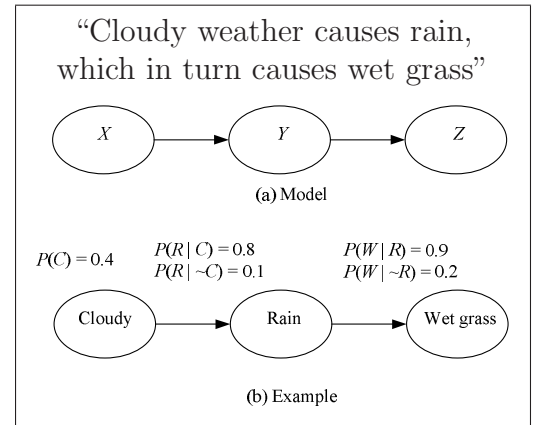 “Cloudy weather causes rain,
which in turn causes wet grass”
X Y Z
(a) Model
P(C) = 0.4
P(R | C) = 0.8
P(R | ~C) = 0.1
P(W | R) = 0.9
P(W | ~R) = 0.2
Cloudy Rain Wet grass
(b) Example